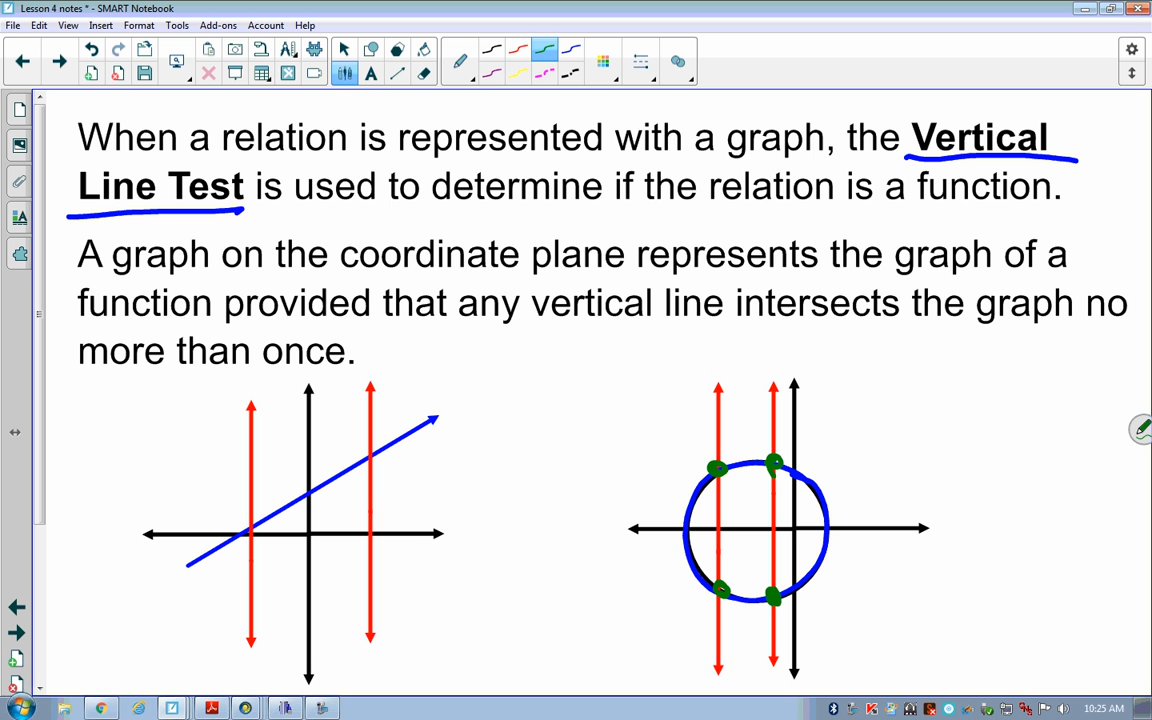 Lesson 4 notes * - SMART Notebook
File Edit View Insert Format Tools Add-ons Account Help
When a relation is represented with a graph, the Vertical
Line Test is used to determine if the relation is a function.
A graph on the coordinate plane represents the graph of a
function provided that any vertical line intersects the graph no
more than once.
10:25 AM